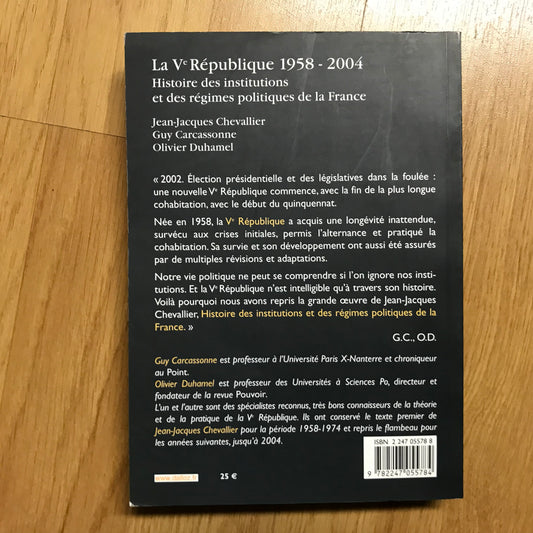 La Ve République 1958 - 2004
Histoire des institutions
et des régimes politiques de la France
Jean-Jacques Chevallier
Guy Carcassonne
Olivier Duhamel
« 2002. Élection présidentielle et des législatives dans la foulée :
une nouvelle Ve République commence, avec la fin de la plus longue
cohabitation, avec le début du quinquennat.
Née en 1958, la Ve République a acquis une longévité inattendue,
survécu aux crises initiales, permis l'alternance et pratiqué la
cohabitation. Sa survie et son développement ont aussi été assurés
par de multiples révisions et adaptations.
Notre vie politique ne peut se comprendre si l'on ignore nos insti-
tutions. Et la Ve République n'est intelligible qu'à travers son histoire.
Voilà pourquoi nous avons repris la grande œuvre de Jean-Jacques
Chevallier, Histoire des institutions et des régimes politiques de la
France. »
G.C., O.D.
Guy Carcassonne est professeur à l'Université Paris X-Nanterre et chroniqueur
au Point.
Olivier Duhamel est professeur des Universités à Sciences Po, directeur et
fondateur de la revue Pouvoir.
L'un et l'autre sont des spécialistes reconnus, très bons connaisseurs de la théorie
et de la pratique de la Ve République. Ils ont conservé le texte premier de
Jean-Jacques Chevallier pour la période 1958-1974 et repris le flambeau pour
les années suivantes, jusqu'à 2004.
ISBN 2 247 05578 8
www.dalloz.fr
25 €
9 782247 055784